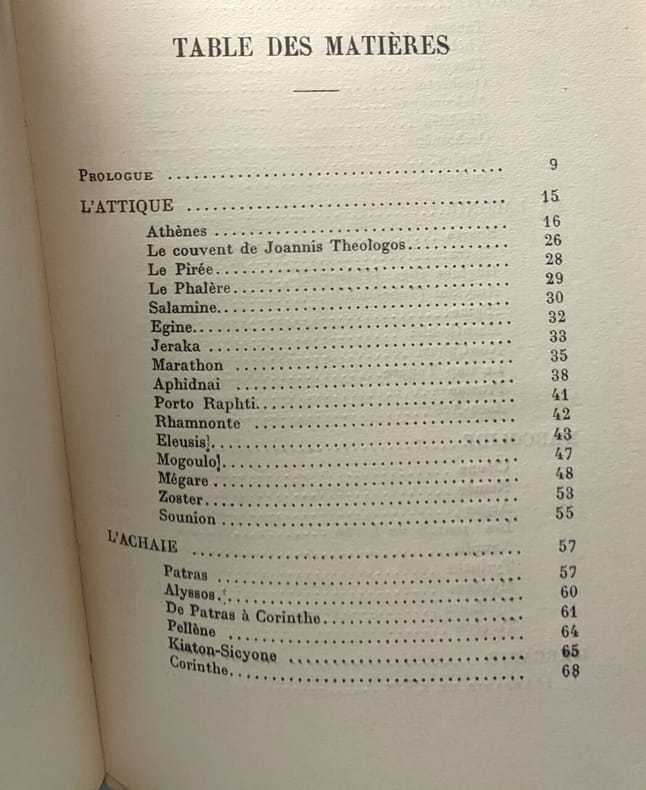 TABLE DES MATIÈRES
PROLOGUE ........................................ 9
L'ATTIQUE ....................................... 15
Athènes ................................ 16
Le couvent de Joannis Theologos........... 26
Le Pirée................................ 28
Le Phalère.............................. 29
Salamine................................ 30
Egine................................... 32
Jeraka ................................. 33
Marathon ............................... 35
Aphidnai ............................... 38
Porto Raphti............................ 41
Rhamnonte .............................. 42
Eleusis................................. 43
Mogoulo................................. 47
Mégare ................................. 48
Zoster.................................. 53
Sounion ................................ 55
L'ACHAIE ........................................ 57
Patras ................................. 57
Alyssos................................. 60
De Patras à Corinthe.................... 61
Pellène ................................ 64
Kiaton-Sicyone ......................... 65
Corinthe................................ 68